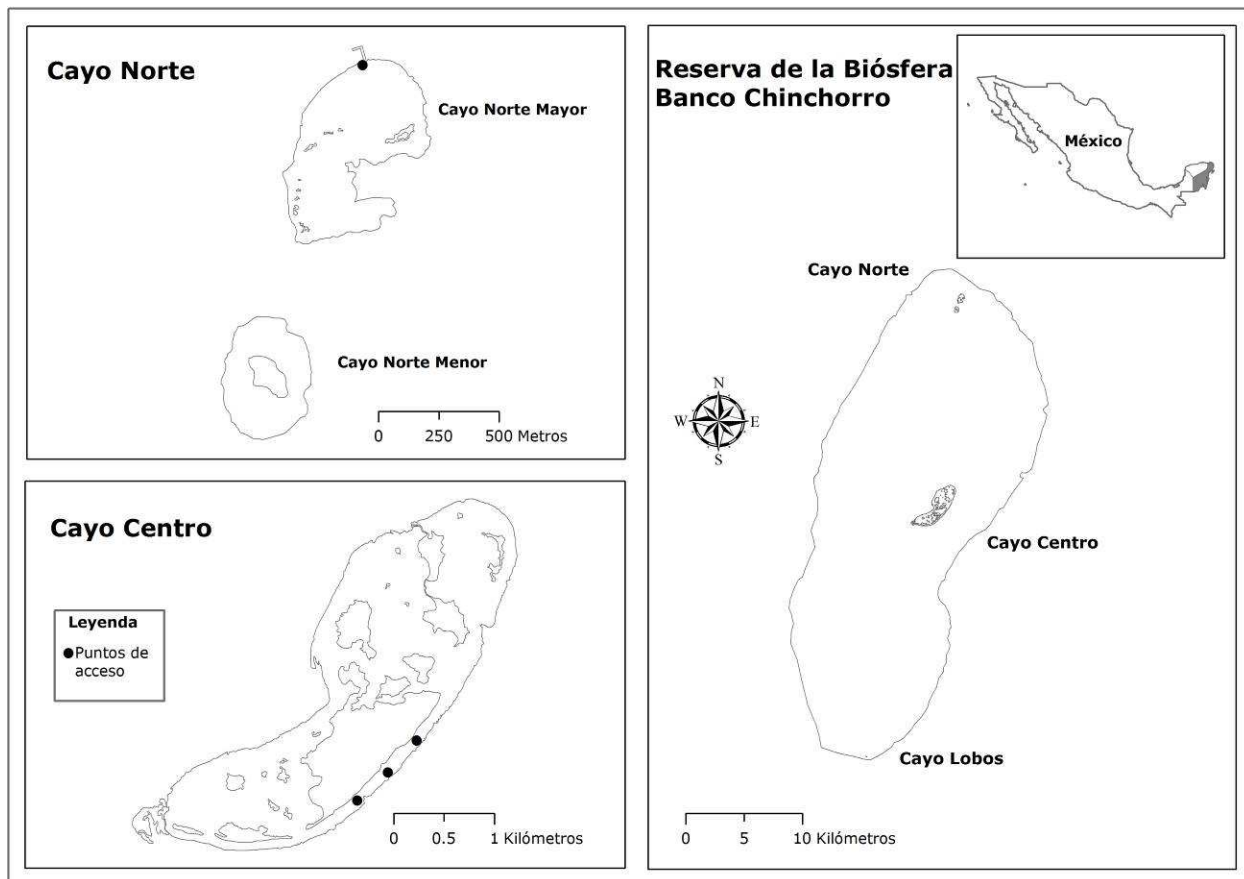 Cayo Norte
Cayo Norte Mayor
Cayo Norte Menor
0 250 500 Metros
Cayo Centro
Leyenda
Puntos de
acceso
0 0.5 1 Kilómetros
Reserva de la Biósfera
Banco Chinchorro
México
Cayo Norte
N
W E
S
Cayo Centro
Cayo Lobos
0 5 10 Kilómetros